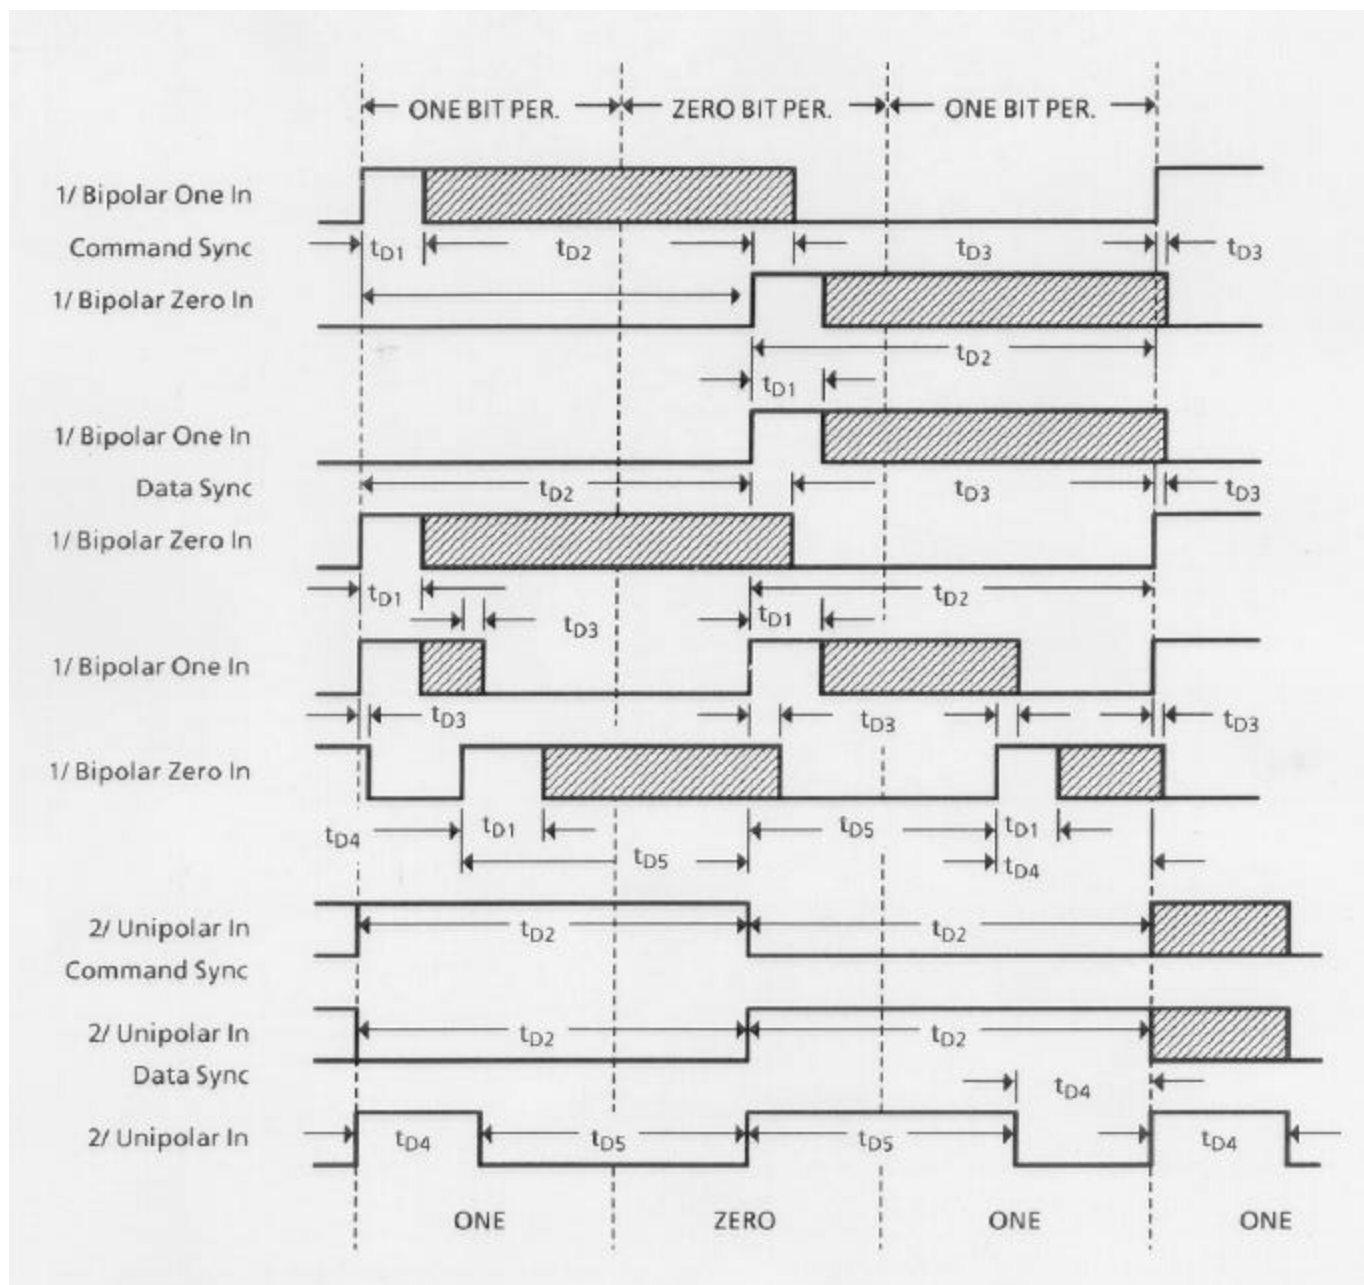 ONE BIT PER. ZERO BIT PER. ONE BIT PER.
1/ Bipolar One In
Command Sync tD1 tD2 tD3 tD3
1/ Bipolar Zero In
tD2
tD1
1/ Bipolar One In
Data Sync tD2 tD3 tD3
1/ Bipolar Zero In
tD1 tD2
tD3 tD1
1/ Bipolar One In
tD3 tD3 tD3
1/ Bipolar Zero In
tD4 tD1 tD5 tD1
tD5 tD4
2/ Unipolar In tD2 tD2
Command Sync
2/ Unipolar In tD2 tD2
Data Sync tD4
2/ Unipolar In tD4 tD5 tD5 tD4
ONE ZERO ONE ONE